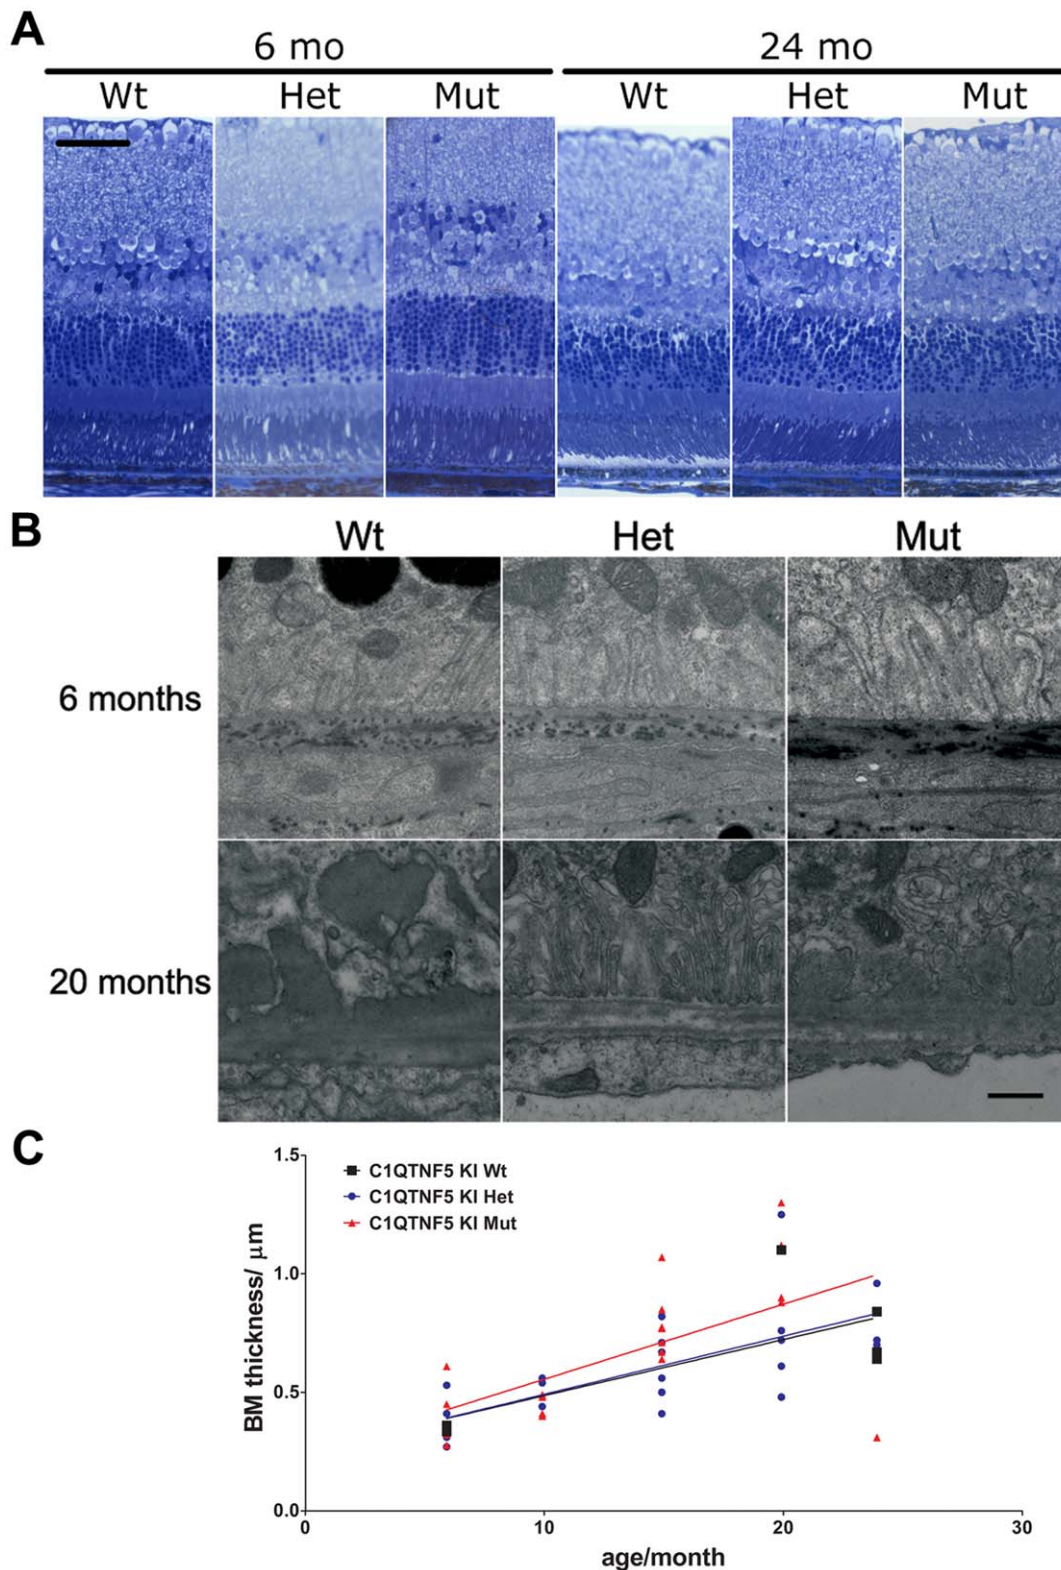 A
6 mo 24 mo
Wt Het Mut Wt Het Mut
B
Wt Het Mut
6 months
20 months
C
1.5
C1QTNF5 KI Wt
C1QTNF5 KI Het
C1QTNF5 KI Mut
1.0
BM thickness/ μm
0.5
0.0
0 10 20 30
age/month